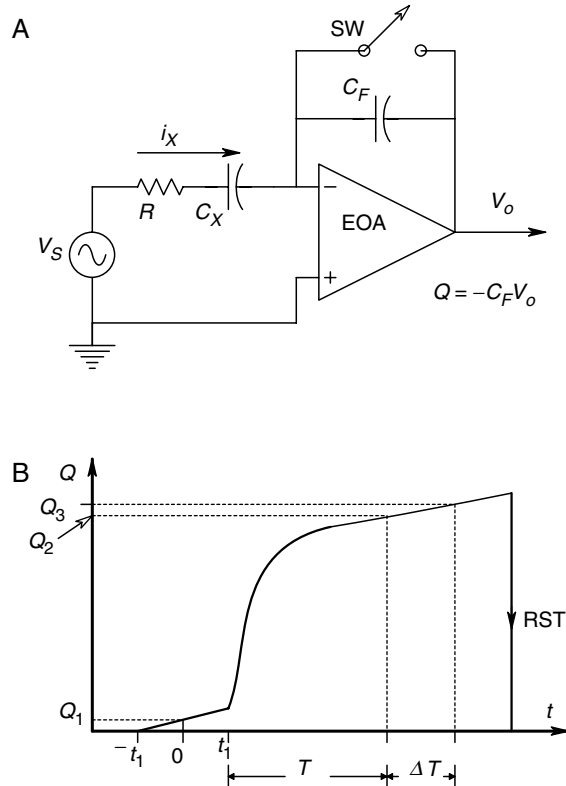 A
SW
C_F
i_X
R
C_X
−
EOA
V_o
V_S
+
Q = −C_F V_o
B
Q
Q_3
Q_2
RST
Q_1
t
−t_1
0
t_1
T
ΔT